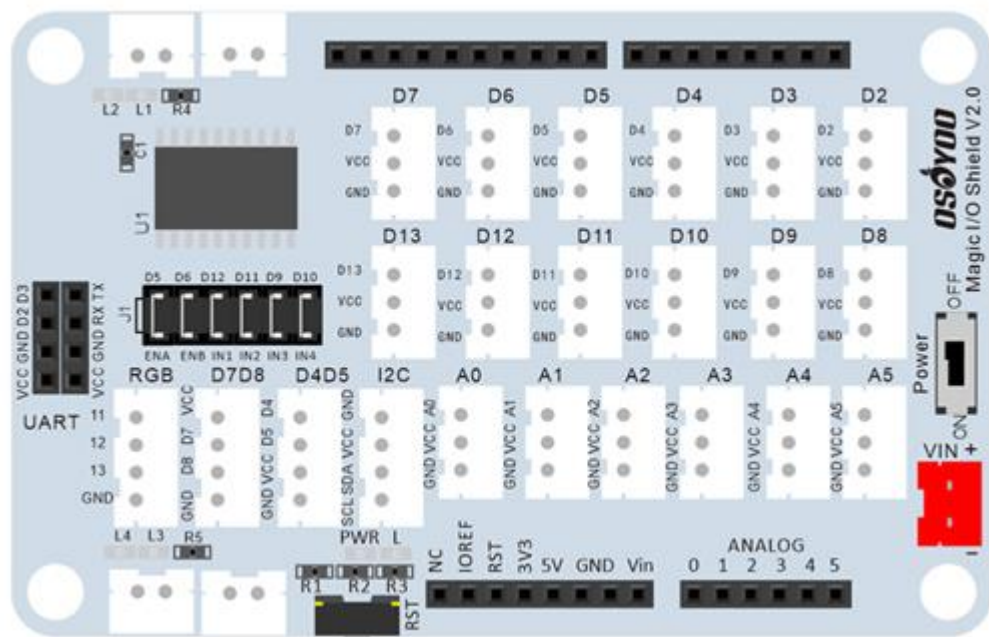 L2 L1 R4
C1
U1
D7 D6 D5 D4 D3 D2
D7 D6 D5 D4 D3 D2
VCC VCC VCC VCC VCC VCC
GND GND GND GND GND GND
OSOYOO
Magic I/O Shield V2.0
D13 D12 D11 D10 D9 D8
D13 D12 D11 D10 D9 D8
VCC VCC VCC VCC VCC VCC
GND GND GND GND GND GND
D5 D6 D12 D11 D9 D10
J1
ENA ENB IN1 IN2 IN3 IN4
VCC GND D2 D3
VCC GND RX TX
UART
OFF
Power
ON
VIN +
-
RGB D7D8 D4D5 I2C A0 A1 A2 A3 A4 A5
11
12
13
GND
GND D8 D7 VCC
GND VCC D5 D4
SCL SDA VCC GND
GND VCC A0
GND VCC A1
GND VCC A2
GND VCC A3
GND VCC A4
GND VCC A5
L4 L3 R5
PWR L
R1 R2 R3
RST
NC IOREF RST 3V3 5V GND Vin
ANALOG
0 1 2 3 4 5